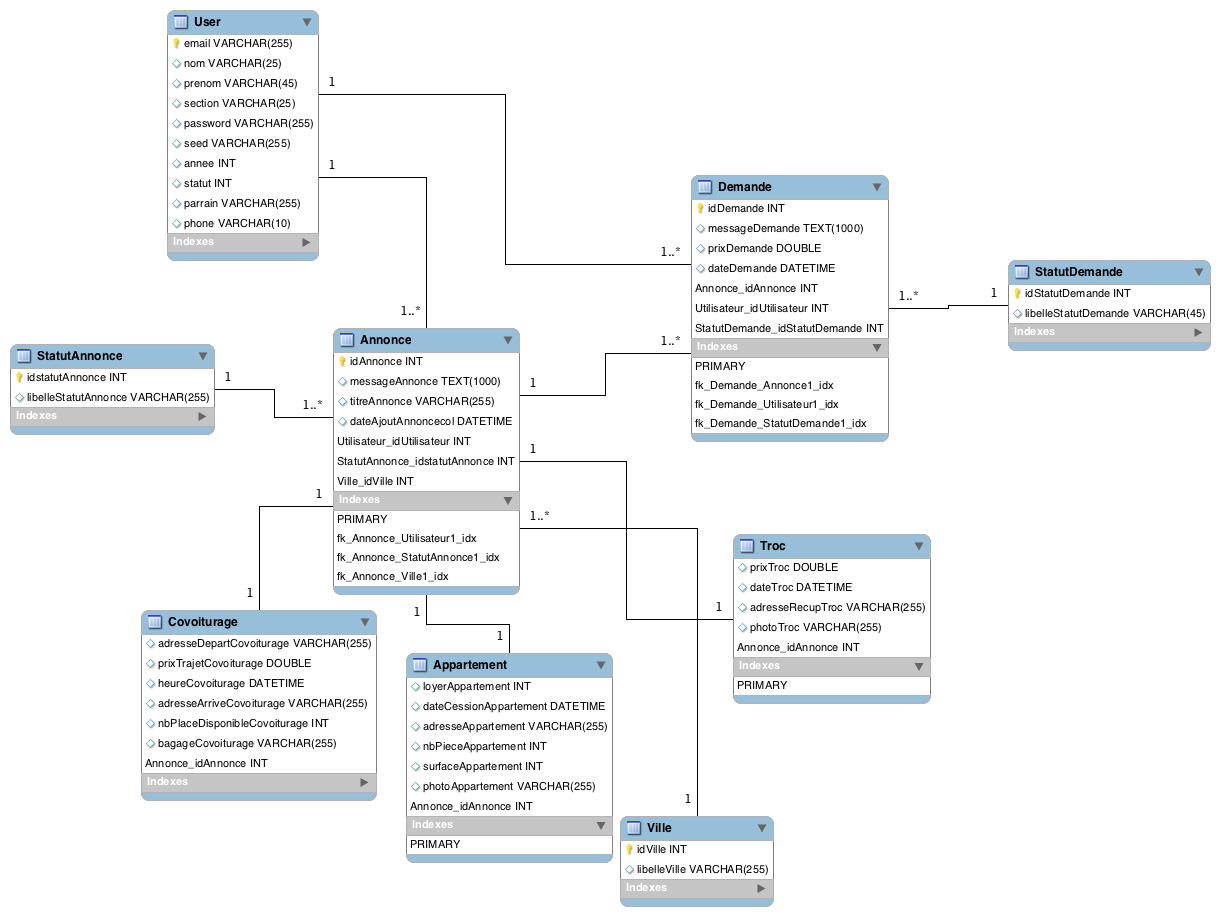 User
email VARCHAR(255)
nom VARCHAR(25)
prenom VARCHAR(45)
section VARCHAR(25)
password VARCHAR(255)
seed VARCHAR(255)
annee INT
statut INT
parrain VARCHAR(255)
phone VARCHAR(10)
Indexes
1
1
1..*
1..*
Demande
idDemande INT
messageDemande TEXT(1000)
prixDemande DOUBLE
dateDemande DATETIME
Annonce_idAnnonce INT
Utilisateur_idUtilisateur INT
StatutDemande_idStatutDemande INT
Indexes
PRIMARY
fk_Demande_Annonce1_idx
fk_Demande_Utilisateur1_idx
fk_Demande_StatutDemande1_idx
1..*
1
StatutDemande
idStatutDemande INT
libelleStatutDemande VARCHAR(45)
Indexes
StatutAnnonce
idstatutAnnonce INT
libelleStatutAnnonce VARCHAR(255)
Indexes
1
1..*
Annonce
idAnnonce INT
messageAnnonce TEXT(1000)
titreAnnonce VARCHAR(255)
dateAjoutAnnoncecol DATETIME
Utilisateur_idUtilisateur INT
StatutAnnonce_idstatutAnnonce INT
Ville_idVille INT
Indexes
PRIMARY
fk_Annonce_Utilisateur1_idx
fk_Annonce_StatutAnnonce1_idx
fk_Annonce_Ville1_idx
1..*
1
1
1..*
1
1
1
1
1
1
Troc
prixTroc DOUBLE
dateTroc DATETIME
adresseRecupTroc VARCHAR(255)
photoTroc VARCHAR(255)
Annonce_idAnnonce INT
Indexes
PRIMARY
Covoiturage
adresseDepartCovoiturage VARCHAR(255)
prixTrajetCovoiturage DOUBLE
heureCovoiturage DATETIME
adresseArriveCovoiturage VARCHAR(255)
nbPlaceDisponibleCovoiturage INT
bagageCovoiturage VARCHAR(255)
Annonce_idAnnonce INT
Indexes
Appartement
loyerAppartement INT
dateCessionAppartement DATETIME
adresseAppartement VARCHAR(255)
nbPieceAppartement INT
surfaceAppartement INT
photoAppartement VARCHAR(255)
Annonce_idAnnonce INT
Indexes
PRIMARY
Ville
idVille INT
libelleVille VARCHAR(255)
Indexes